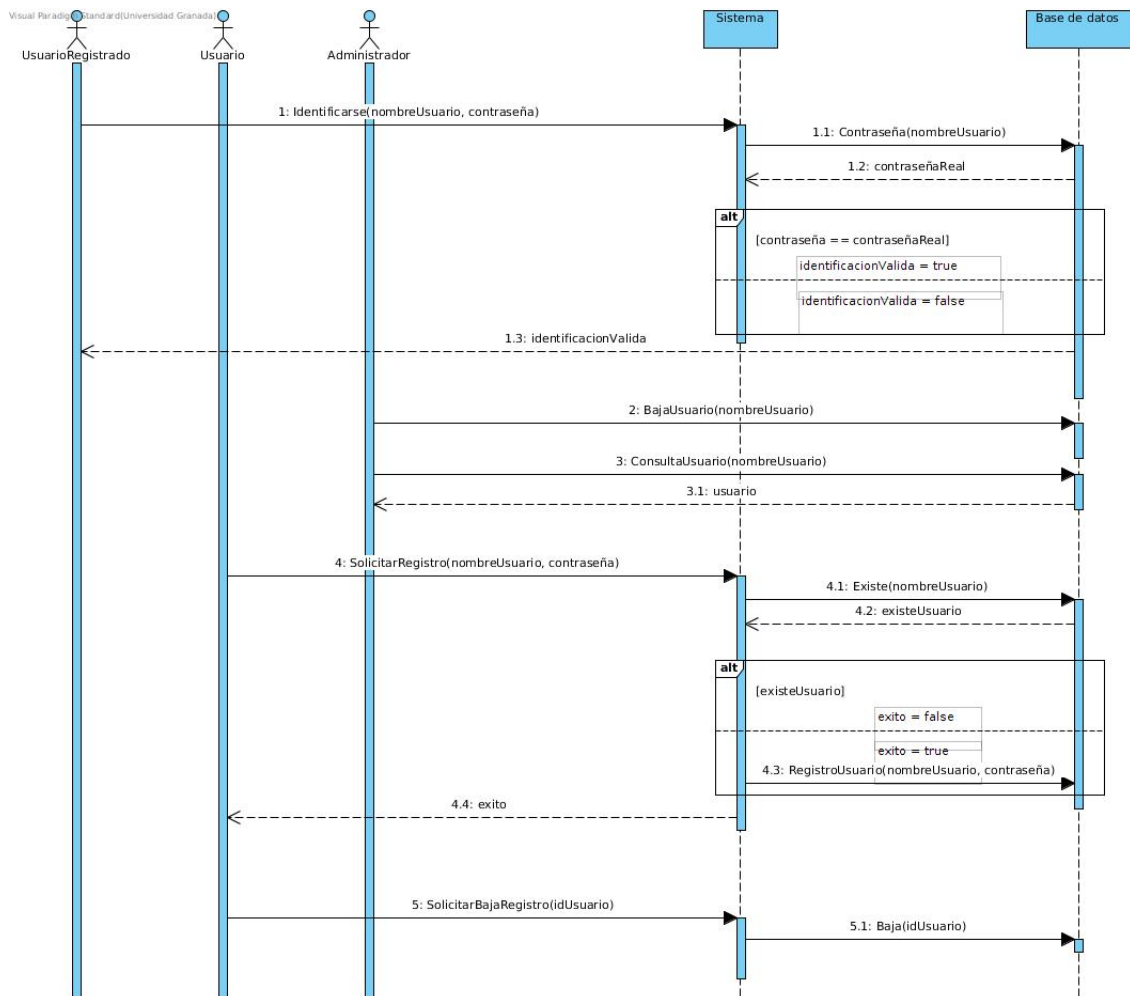 Visual Paradigm Standard(Universidad Granada)
UsuarioRegistrado
Usuario
Administrador
Sistema
Base de datos
1: Identificarse(nombreUsuario, contraseña)
1.1: Contraseña(nombreUsuario)
1.2: contraseñaReal
alt
[contraseña == contraseñaReal]
identificacionValida = true
identificacionValida = false
1.3: identificacionValida
2: BajaUsuario(nombreUsuario)
3: ConsultaUsuario(nombreUsuario)
3.1: usuario
4: SolicitarRegistro(nombreUsuario, contraseña)
4.1: Existe(nombreUsuario)
4.2: existeUsuario
alt
[existeUsuario]
exito = false
exito = true
4.3: RegistroUsuario(nombreUsuario, contraseña)
4.4: exito
5: SolicitarBajaRegistro(idUsuario)
5.1: Baja(idUsuario)